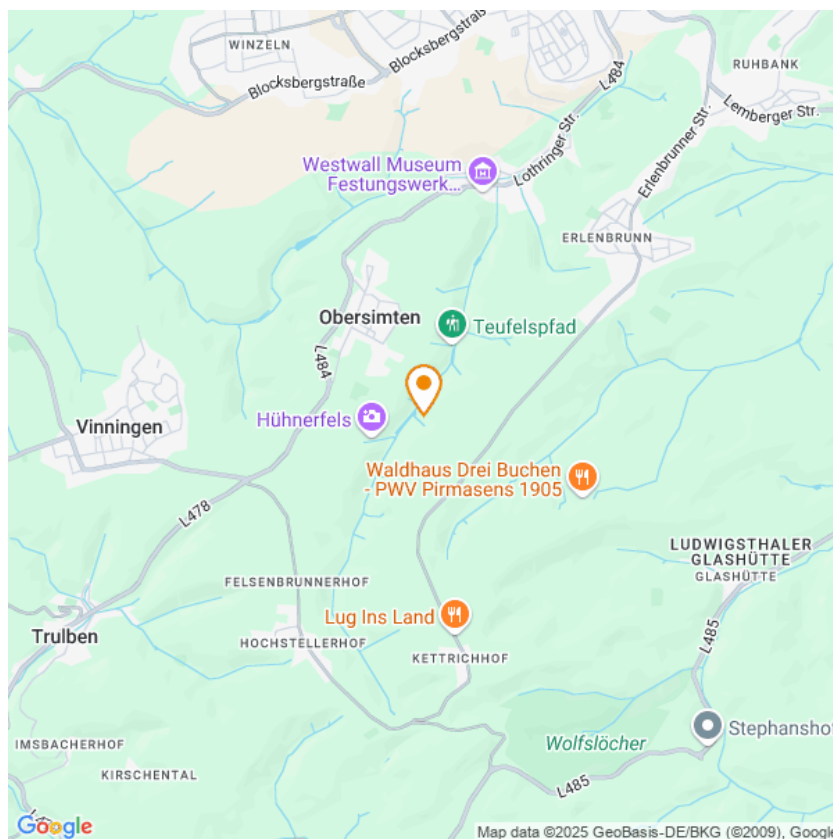 WINZELN
Blocksbergstraße
Blocksbergstraße
L484
RUHBANK
Lemberger Str.
Erlenbrunner Str.
Lothringer Str.
Westwall Museum
Festungswerk...
ERLENBRUNN
Obersimten
Teufelspfad
L484
Hühnerfels
Vinningen
Waldhaus Drei Buchen
- PWV Pirmasens 1905
L478
LUDWIGSTHALER
GLASHÜTTE
GLASHÜTTE
FELSENBRUNNERHOF
Lug Ins Land
Trulben
HOCHSTELLERHOF
KETTRICHHOF
L485
Stephanshof
Wolfslöcher
IMSBACHERHOF
KIRSCHENTAL
L485
Google
Map data ©2025 GeoBasis-DE/BKG (©2009), Google